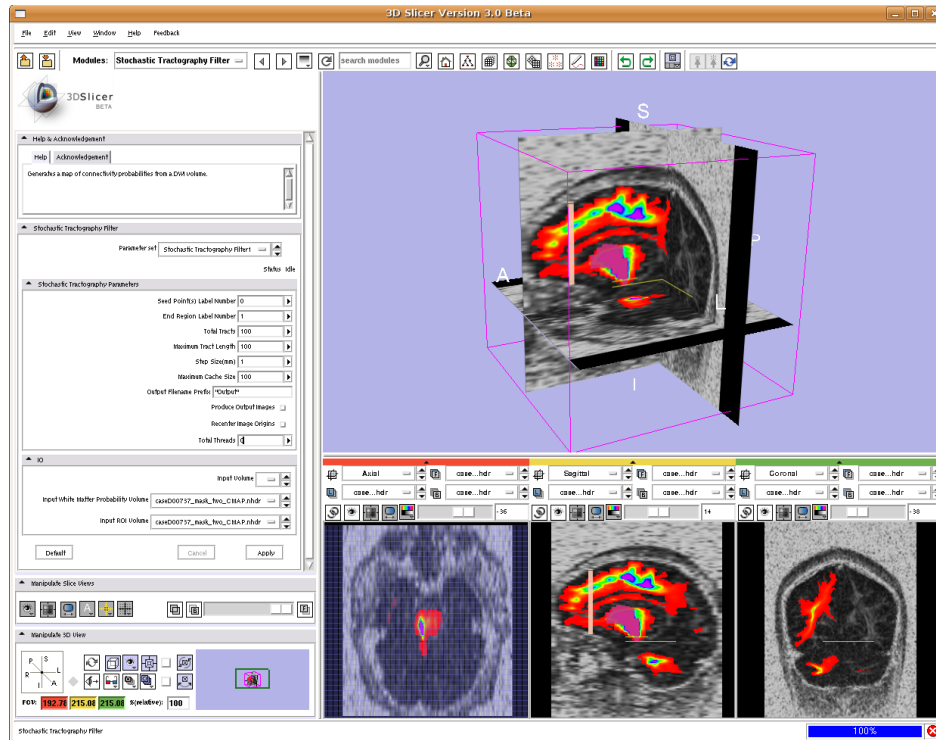 3D Slicer Version 3.0 Beta
File Edit View Window Help Feedback
Modules: Stochastic Tractography Filter search modules
3DSlicer
BETA
Help & Acknowledgement
Help Acknowledgement
Generates a map of connectivity probabilities from a DWI volume.
Stochastic Tractography Filter
Parameter set Stochastic Tractography Filter1
Status Idle
Stochastic Tractography Parameters
Seed Point(s) Label Number 0
End Region Label Number 1
Total Tracts 100
Maximum Tract Length 100
Step Size(mm) 1
Maximum Cache Size 100
Output Filename Prefix "Output"
Produce Output Images
Recenter Image Origins
Total Threads 0
IO
Input Volume
Input White Matter Probability Volume caseD00737_mask_two_CMAP.nhdr
Input ROI Volume caseD00737_mask_two_CMAP.nhdr
Default Cancel Apply
Manipulate Slice Views
A F
Manipulate 3D View
P S L R I A
FOV: 192.78 215.08 215.08 %(relative): 100
S
A
P
L
I
Axial case...hdr Sagittal case...hdr Coronal case...hdr
case...hdr case...hdr case...hdr case...hdr case...hdr case...hdr
-36 14 -38
Stochastic Tractography Filter 100%